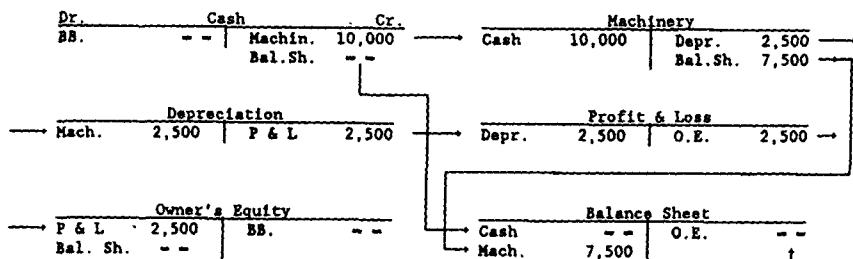 Dr. Cash Cr.
BB. -- Machin. 10,000
Bal.Sh. --
Machinery
Cash 10,000 Depr. 2,500
Bal.Sh. 7,500
Depreciation
Mach. 2,500 P & L 2,500
Profit & Loss
Depr. 2,500 O.E. 2,500
Owner's Equity
P & L 2,500 BB. --
Bal. Sh. --
Balance Sheet
Cash -- O.E. --
Mach. 7,500